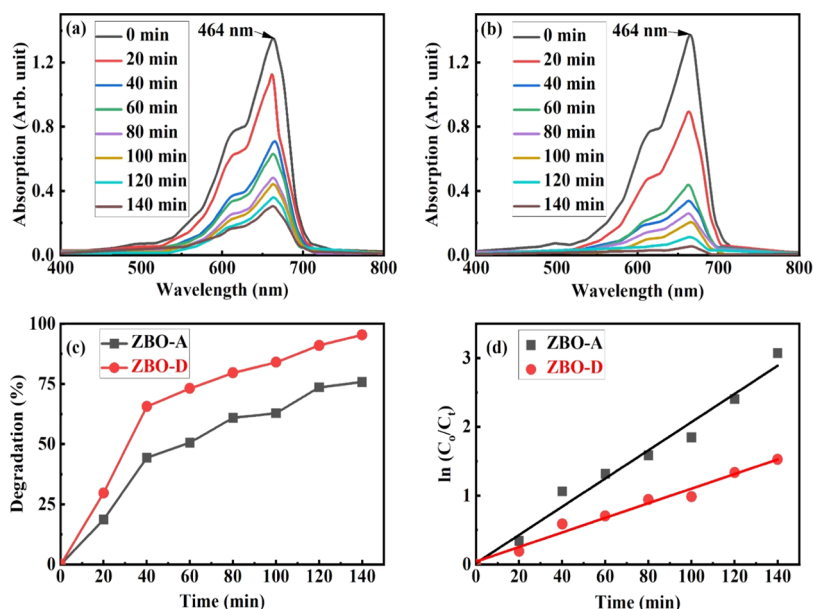 (a)
464 nm
0 min
20 min
40 min
60 min
80 min
100 min
120 min
140 min
Absorption (Arb. unit)
0.0
0.4
0.8
1.2
400 500 600 700 800
Wavelength (nm)
(b)
464 nm
0 min
20 min
40 min
60 min
80 min
100 min
120 min
140 min
Absorption (Arb. unit)
0.0
0.4
0.8
1.2
400 500 600 700 800
Wavelength (nm)
(c)
ZBO-A
ZBO-D
Degradation (%)
0
25
50
75
100
0 20 40 60 80 100 120 140
Time (min)
(d)
ZBO-A
ZBO-D
ln (Co/Ct)
0
1
2
3
0 20 40 60 80 100 120 140
Time (min)